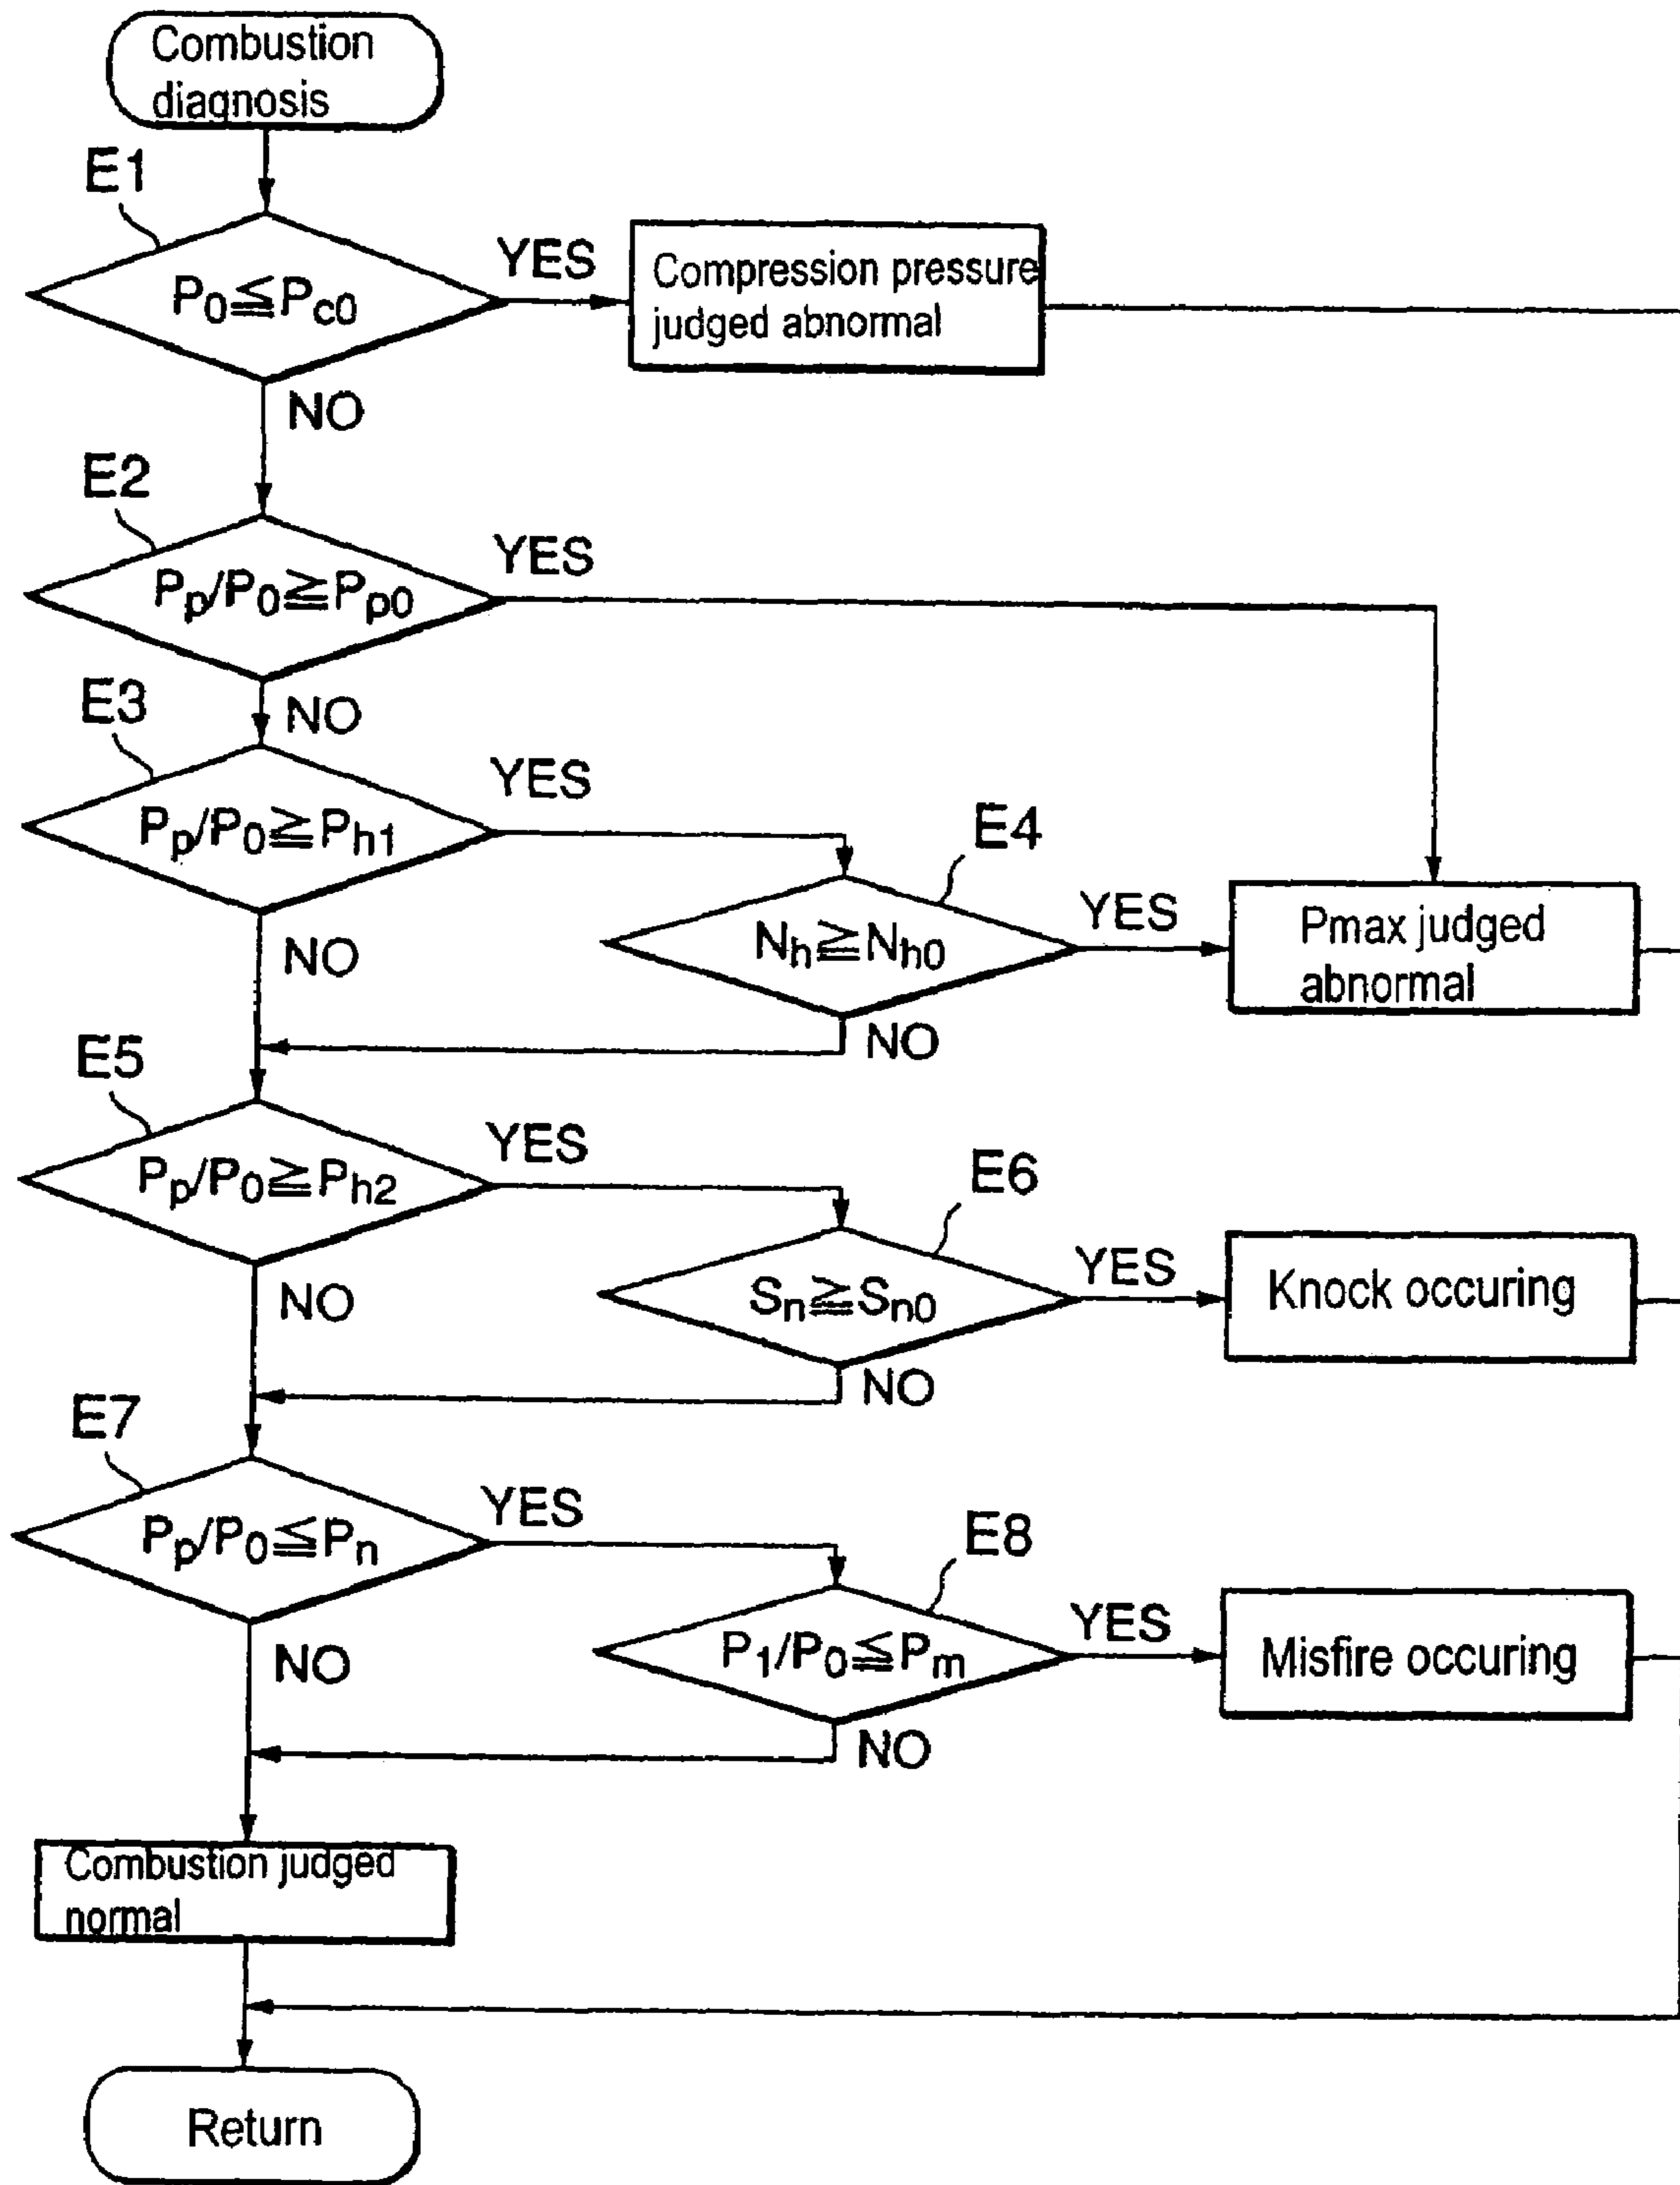 Combustion
diagnosis
E1
P₀≦P꜀₀
YES
Compression pressure
judged abnormal
NO
E2
Pₚ/P₀≧Pₚ₀
YES
NO
E3
Pₚ/P₀≧Pₕ₁
YES
E4
Nₕ≧Nₕ₀
YES
Pmax judged
abnormal
NO
NO
E5
Pₚ/P₀≧Pₕ₂
YES
E6
Sₙ≧Sₙ₀
YES
Knock occuring
NO
NO
E7
Pₚ/P₀≦Pₙ
YES
E8
P₁/P₀≦Pₘ
YES
Misfire occuring
NO
NO
Combustion judged
normal
Return